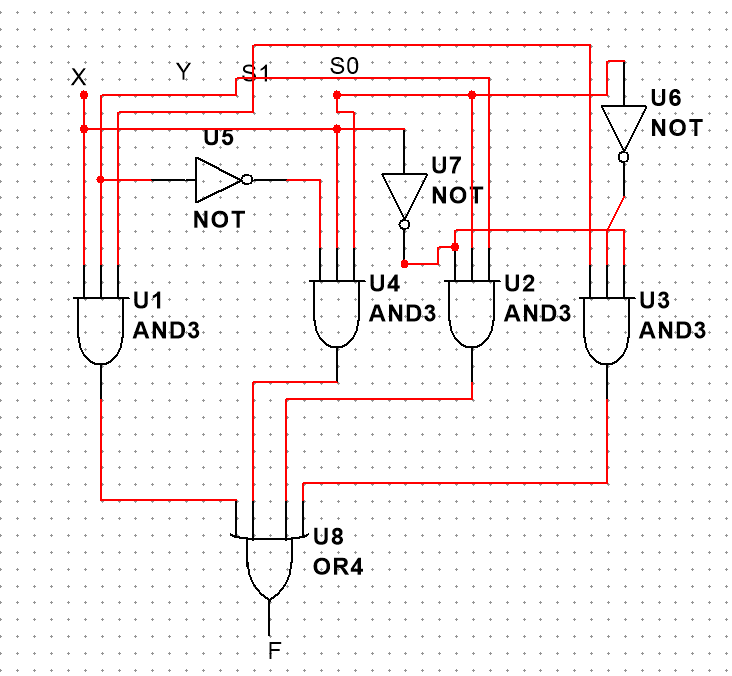 X
Y
S1
S0
U5
NOT
U7
NOT
U6
NOT
U1
AND3
U4
AND3
U2
AND3
U3
AND3
U8
OR4
F